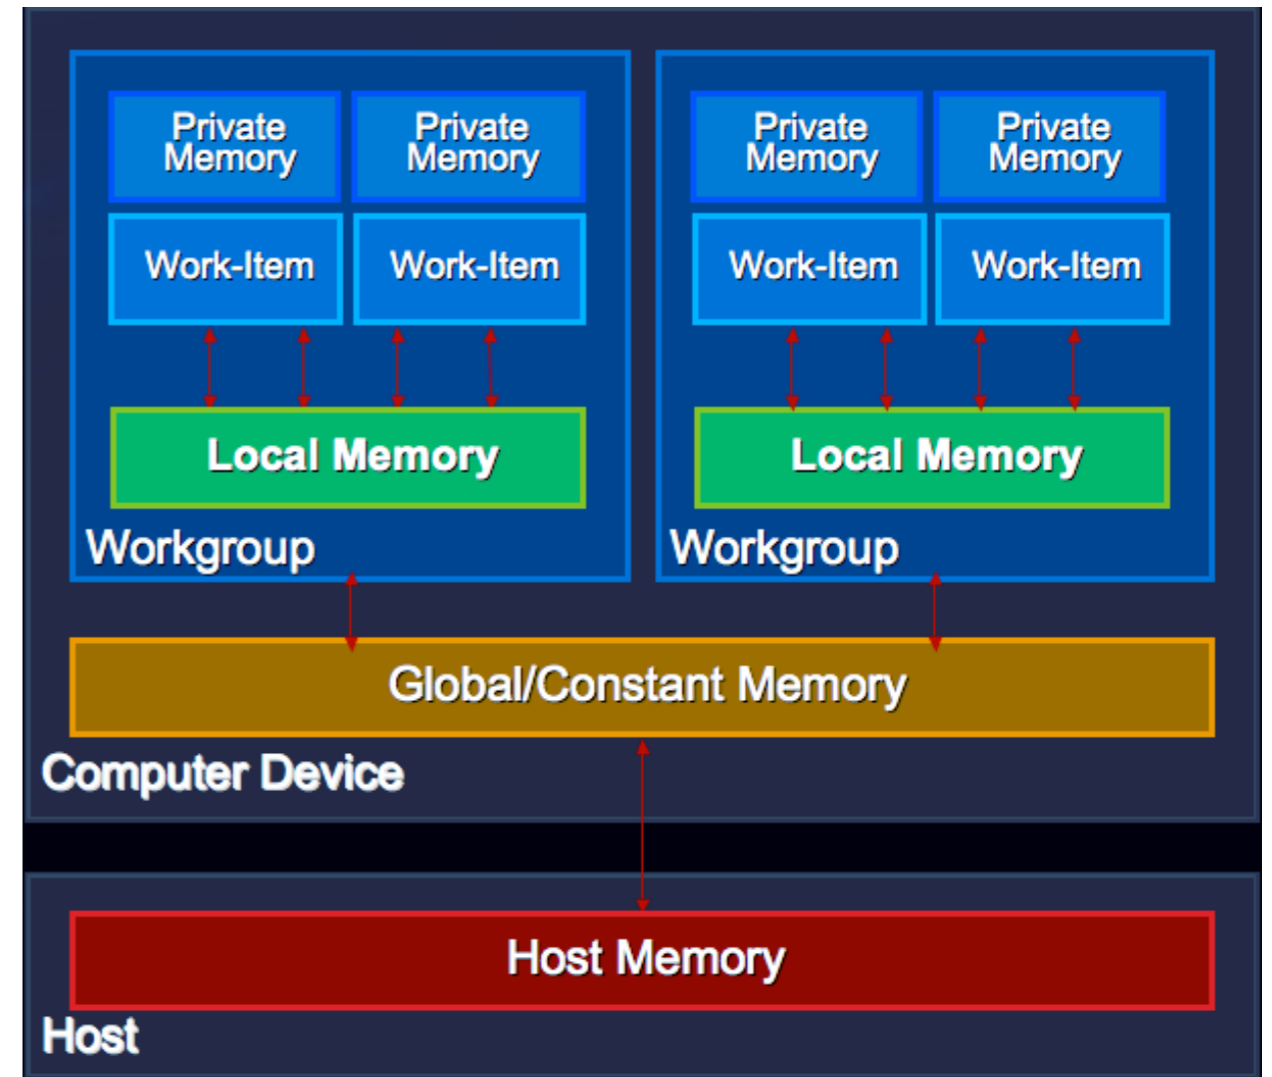 Private
Memory
Private
Memory
Private
Memory
Private
Memory
Work-Item
Work-Item
Work-Item
Work-Item
Local Memory
Local Memory
Workgroup
Workgroup
Global/Constant Memory
Computer Device
Host Memory
Host